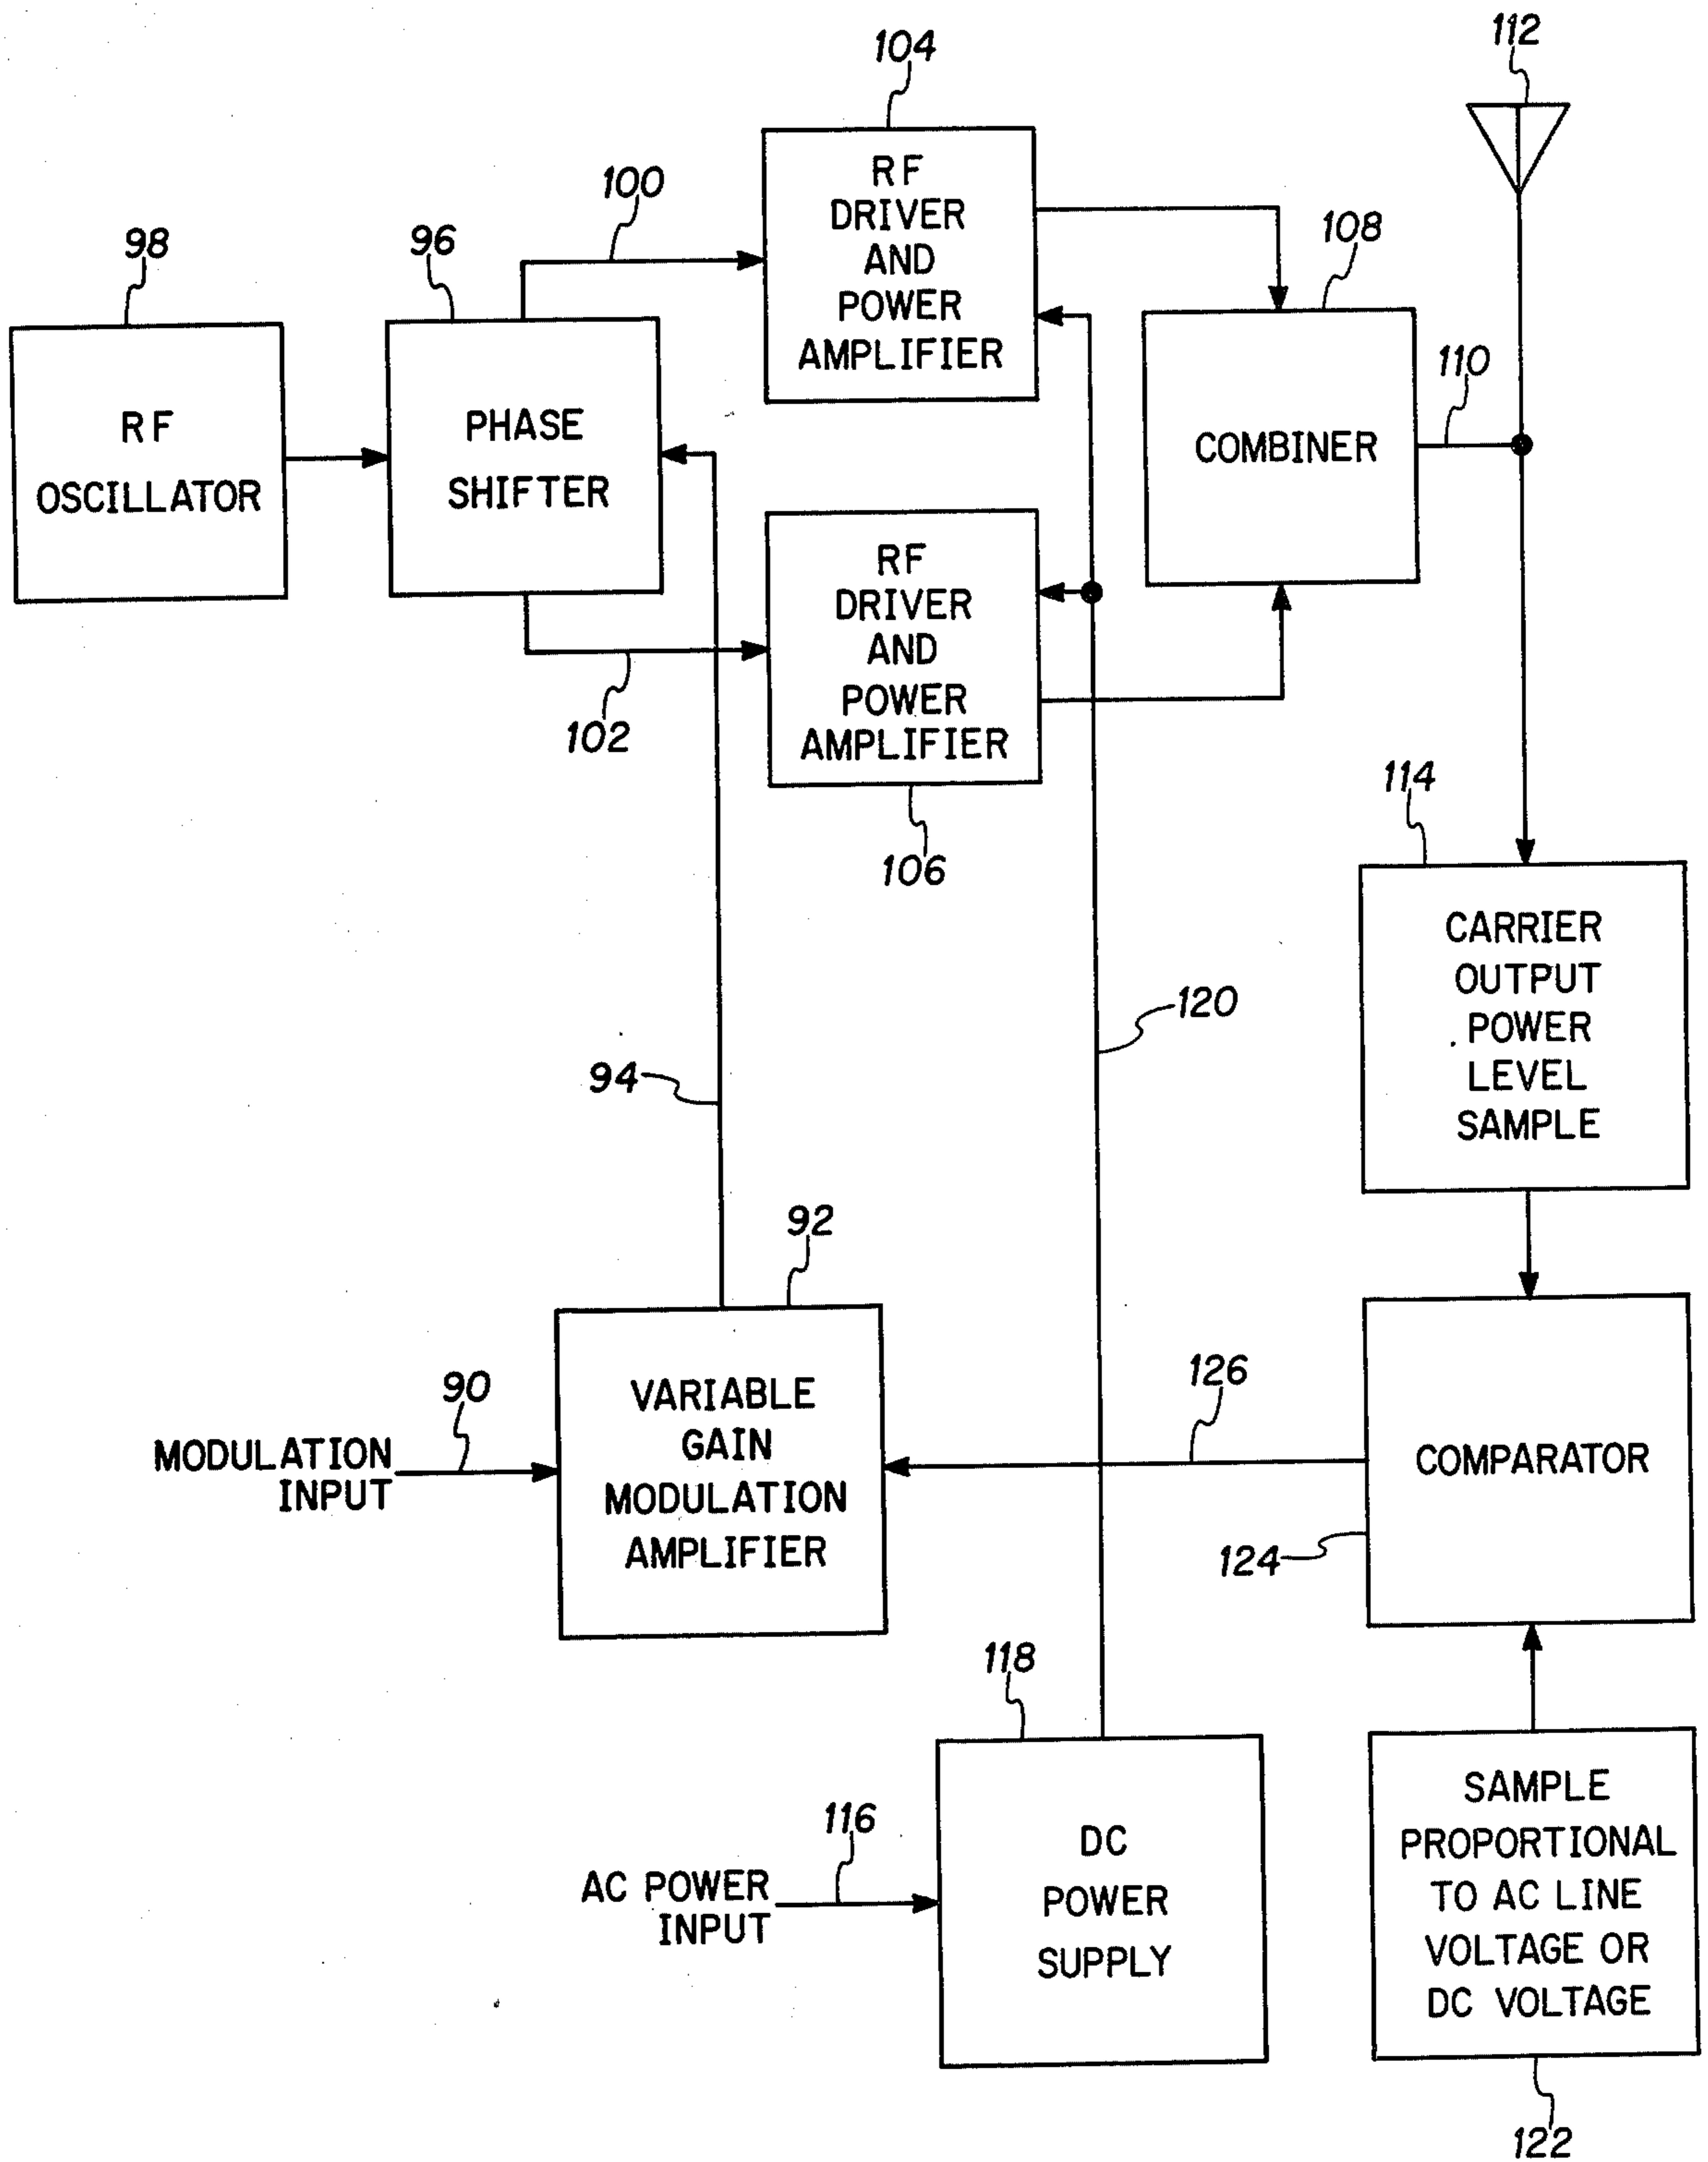 112
104
RF
DRIVER
AND
POWER
AMPLIFIER
100
98
96
108
RF
OSCILLATOR
PHASE
SHIFTER
COMBINER
110
RF
DRIVER
AND
POWER
AMPLIFIER
102
106
114
CARRIER
OUTPUT
POWER
LEVEL
SAMPLE
120
94
92
VARIABLE
GAIN
MODULATION
AMPLIFIER
90
MODULATION
INPUT
126
COMPARATOR
124
118
DC
POWER
SUPPLY
116
AC POWER
INPUT
SAMPLE
PROPORTIONAL
TO AC LINE
VOLTAGE OR
DC VOLTAGE
122